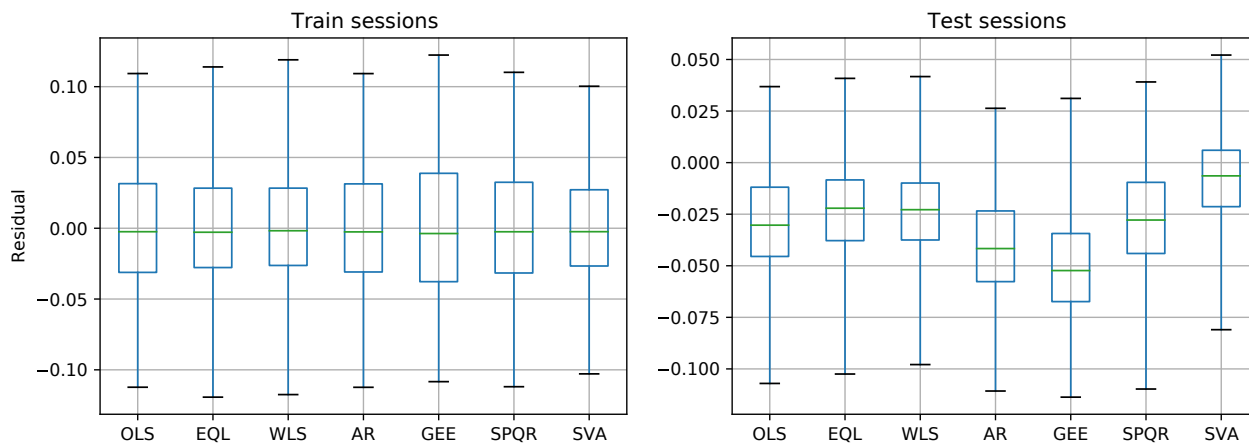 Train sessions
Residual
0.10
0.05
0.00
−0.05
−0.10
OLS EQL WLS AR GEE SPQR SVA
Test sessions
0.050
0.025
0.000
−0.025
−0.050
−0.075
−0.100
OLS EQL WLS AR GEE SPQR SVA